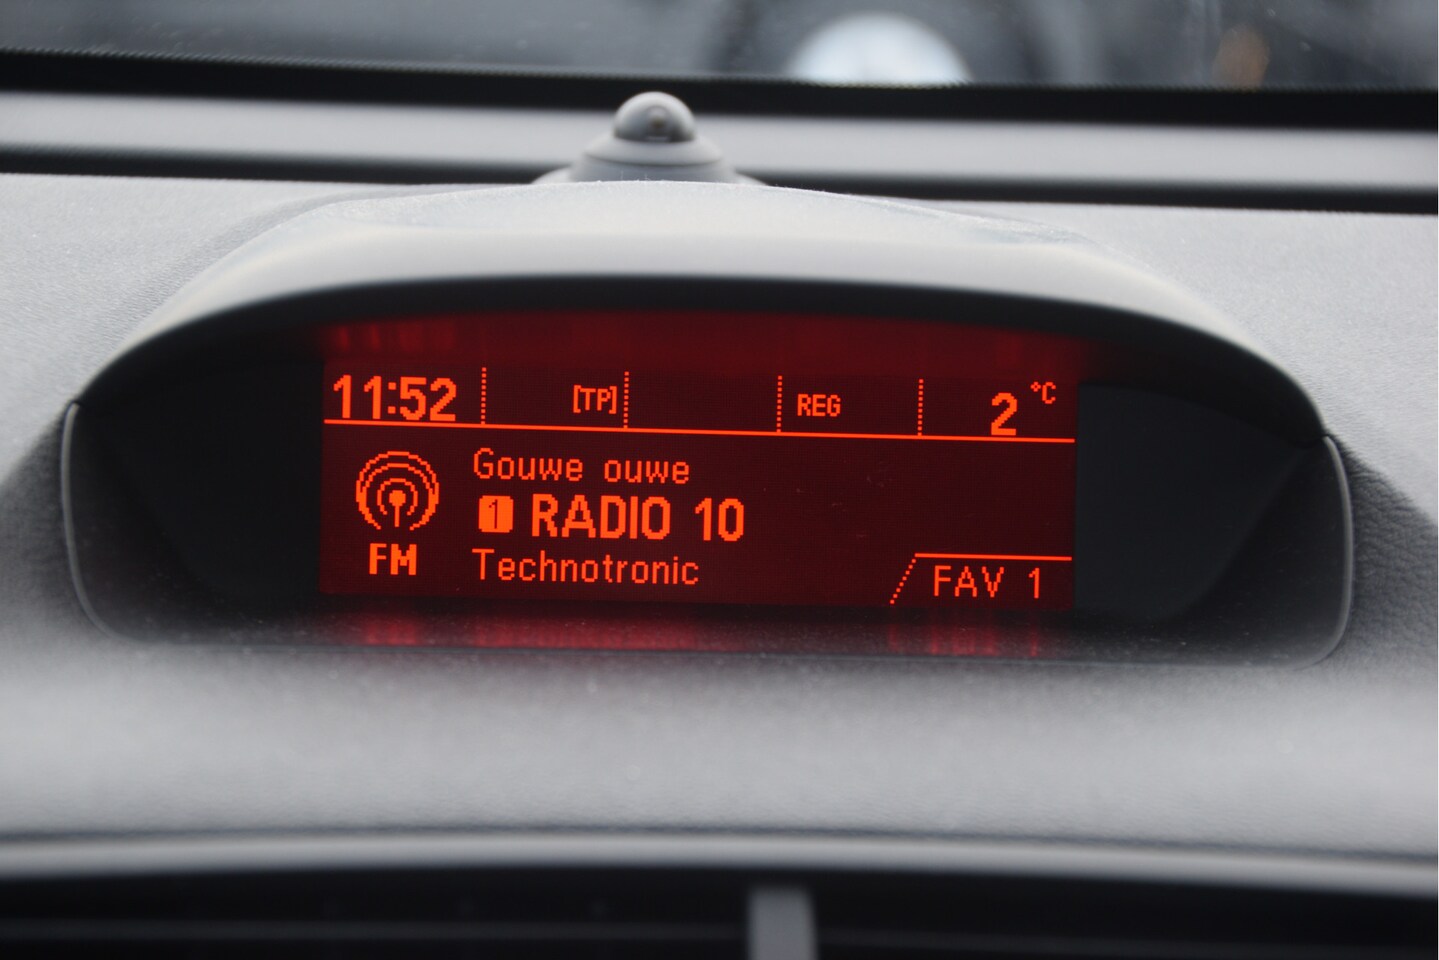 11:52 [TP] REG 2 °C
Gouwe ouwe
1 RADIO 10
FM Technotronic
FAV 1